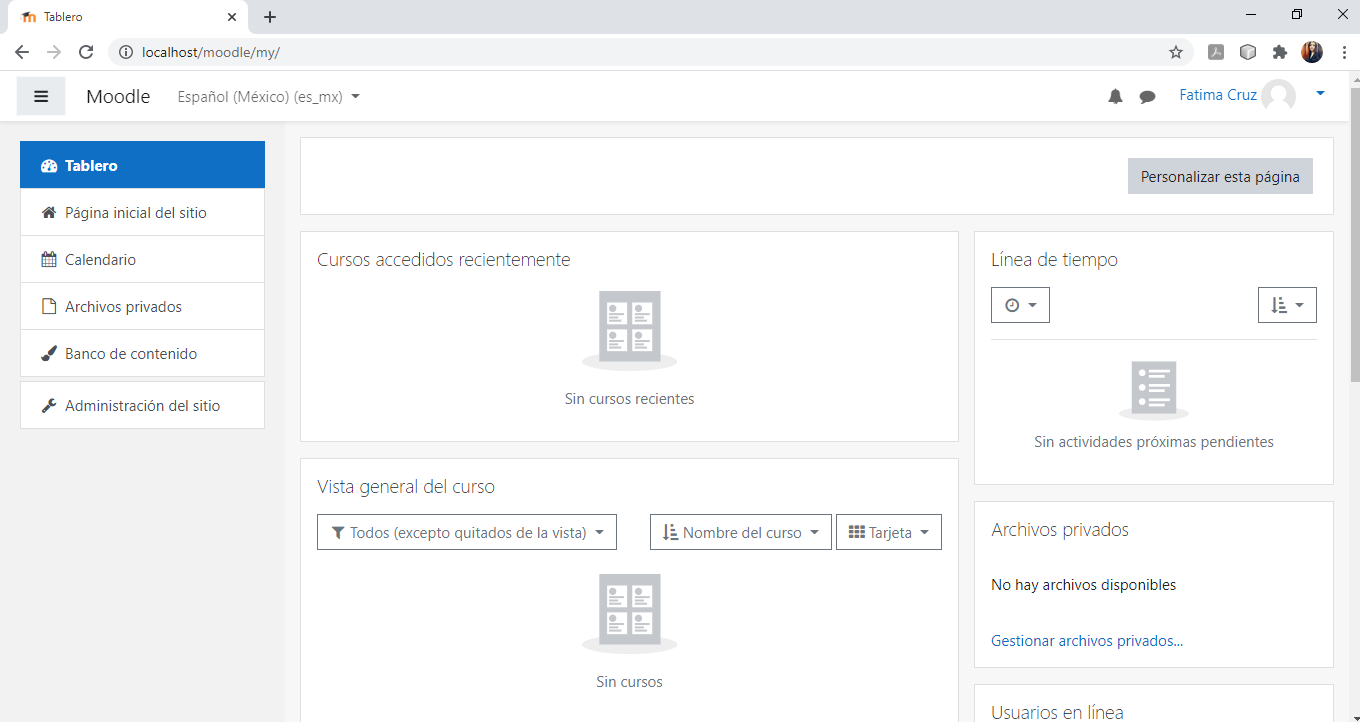 Tablero
localhost/moodle/my/
Moodle
Español (México) (es_mx)
Fatima Cruz
Tablero
Página inicial del sitio
Calendario
Archivos privados
Banco de contenido
Administración del sitio
Personalizar esta página
Cursos accedidos recientemente
Sin cursos recientes
Vista general del curso
Todos (excepto quitados de la vista)
Nombre del curso
Tarjeta
Sin cursos
Línea de tiempo
Sin actividades próximas pendientes
Archivos privados
No hay archivos disponibles
Gestionar archivos privados...
Usuarios en línea